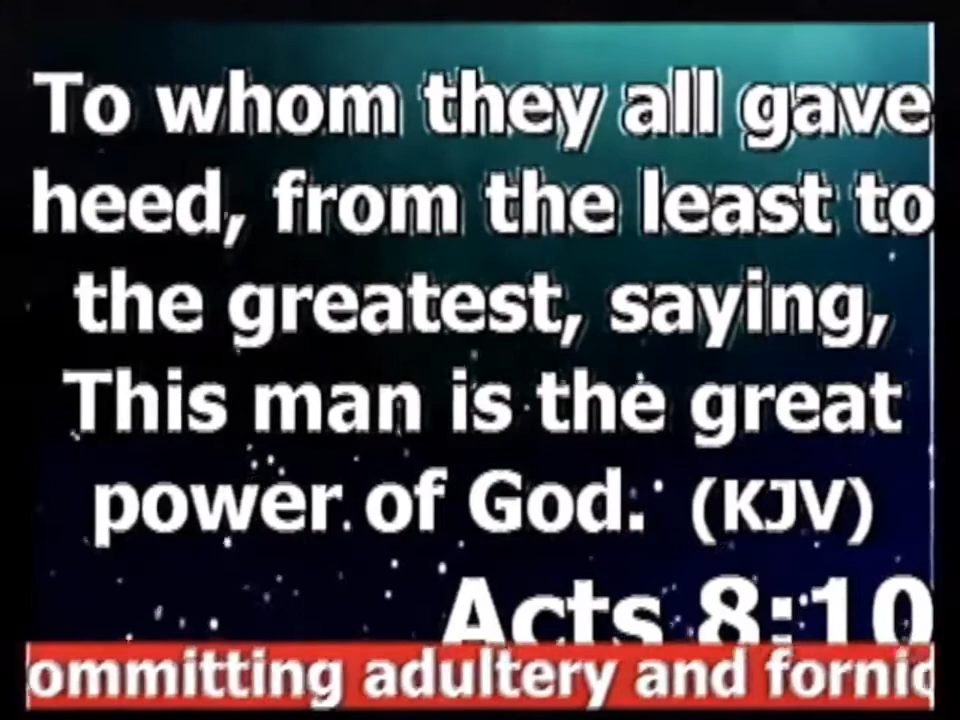 To whom they all gave
heed, from the least to
the greatest, saying,
This man is the great
power of God. (KJV)
Acts 8:10
ommitting adultery and fornic